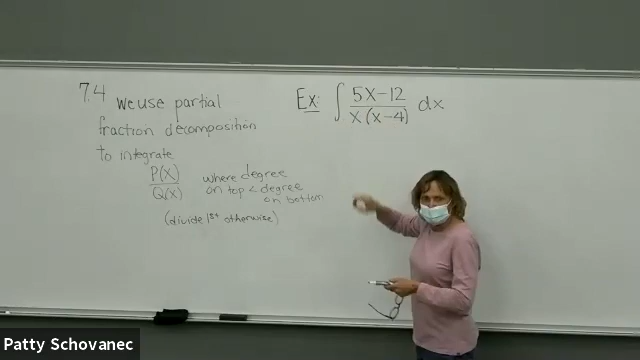 7.4 we use partial
fraction decomposition
to integrate
P(x)
Q(x)
where degree
on top < degree
on bottom
(divide 1st otherwise)
Ex: ∫ 5x-12 dx
x(x-4)
Patty Schovanec